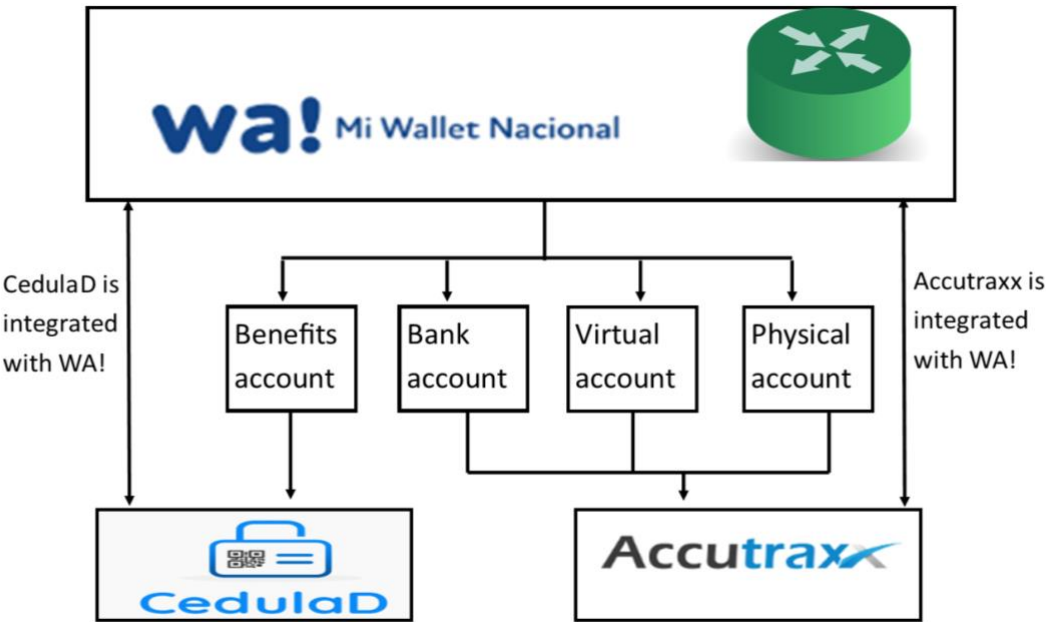 wa! Mi Wallet Nacional
CedulaD is
integrated
with WA!
Accutraxx is
integrated
with WA!
Benefits
account
Bank
account
Virtual
account
Physical
account
CedulaD
Accutraxx